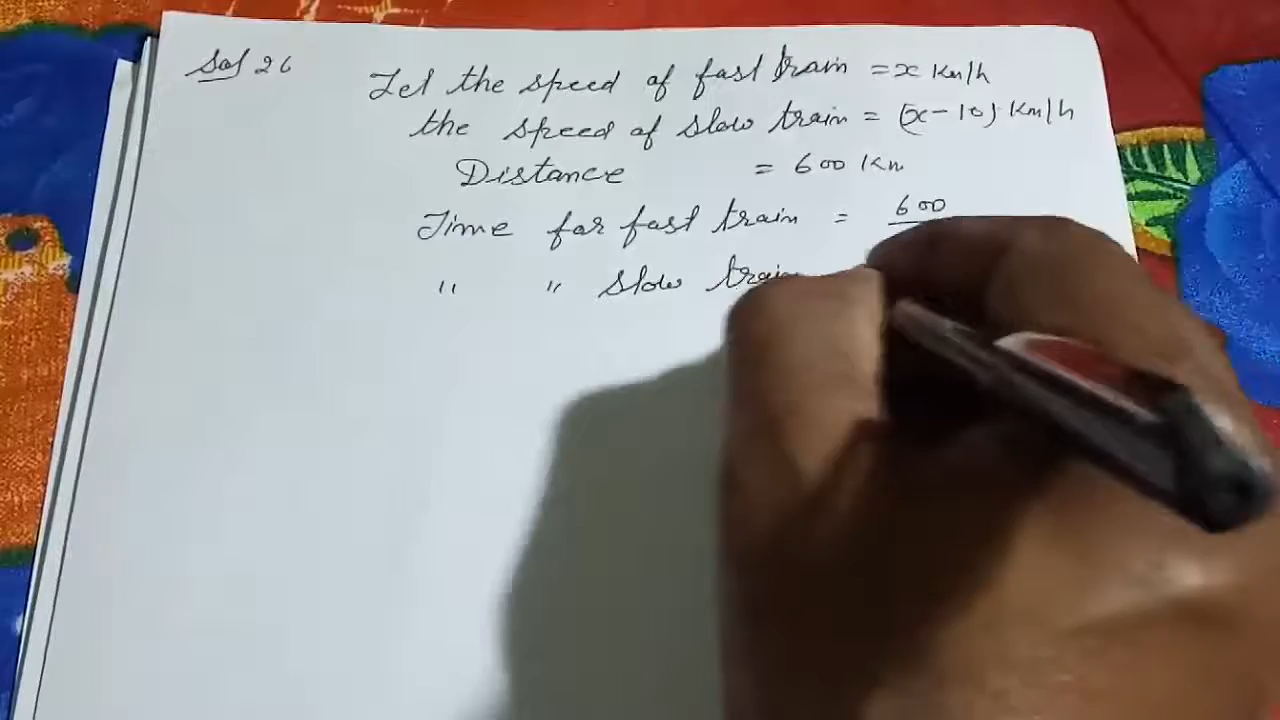 Sol 26
Let the speed of fast train = x Km/h
the speed of slow train = (x-10) Km/h
Distance = 600 Km
Time for fast train = 600
" " slow train